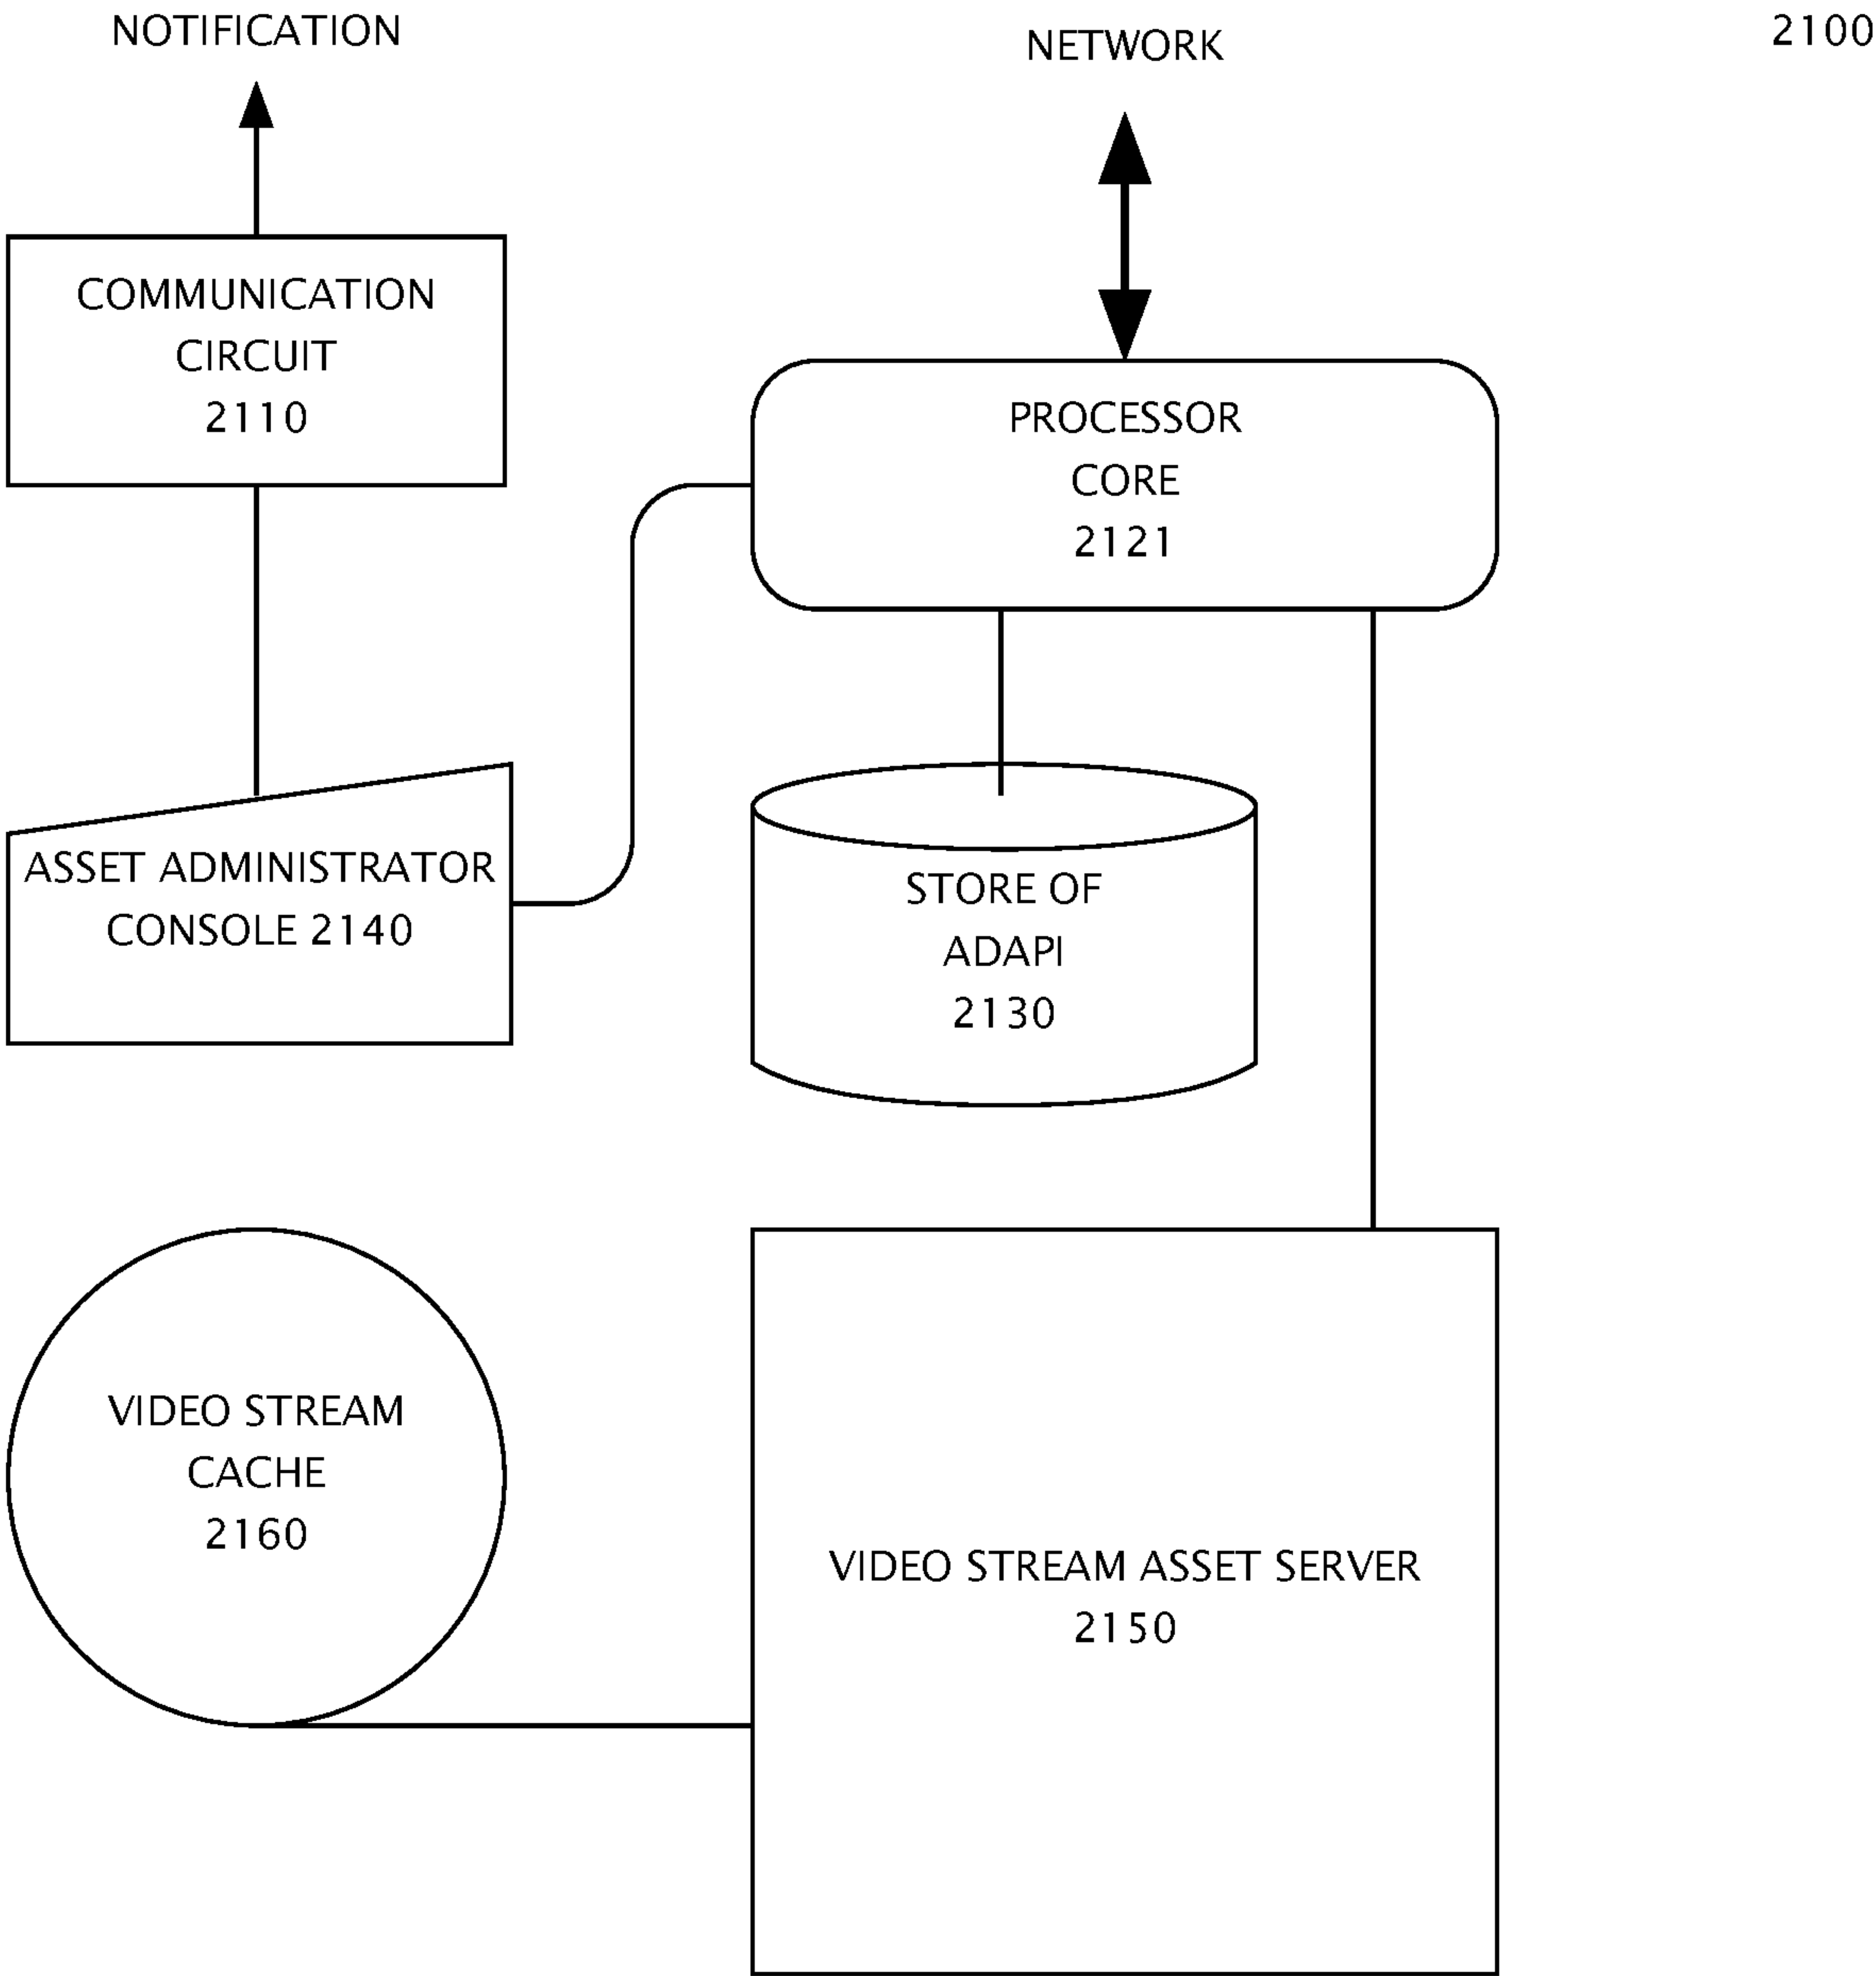 NOTIFICATION
NETWORK
2100
COMMUNICATION
CIRCUIT
2110
PROCESSOR
CORE
2121
ASSET ADMINISTRATOR
CONSOLE 2140
STORE OF
ADAPI
2130
VIDEO STREAM
CACHE
2160
VIDEO STREAM ASSET SERVER
2150